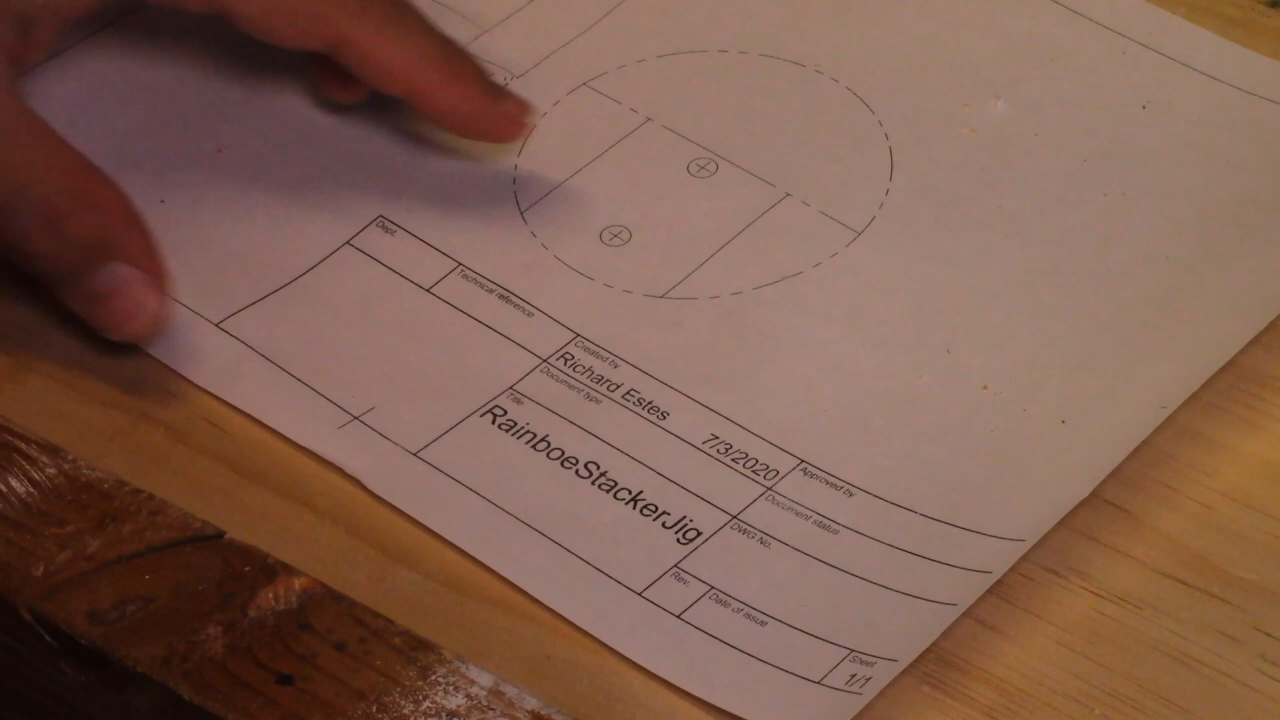 Dept.
Technical reference
Created by
Richard Estes
7/3/2020
Approved by
Document type
Document status
Title
RainboeStackerJig
DWG No.
Rev.
Date of issue
Sheet
1/1